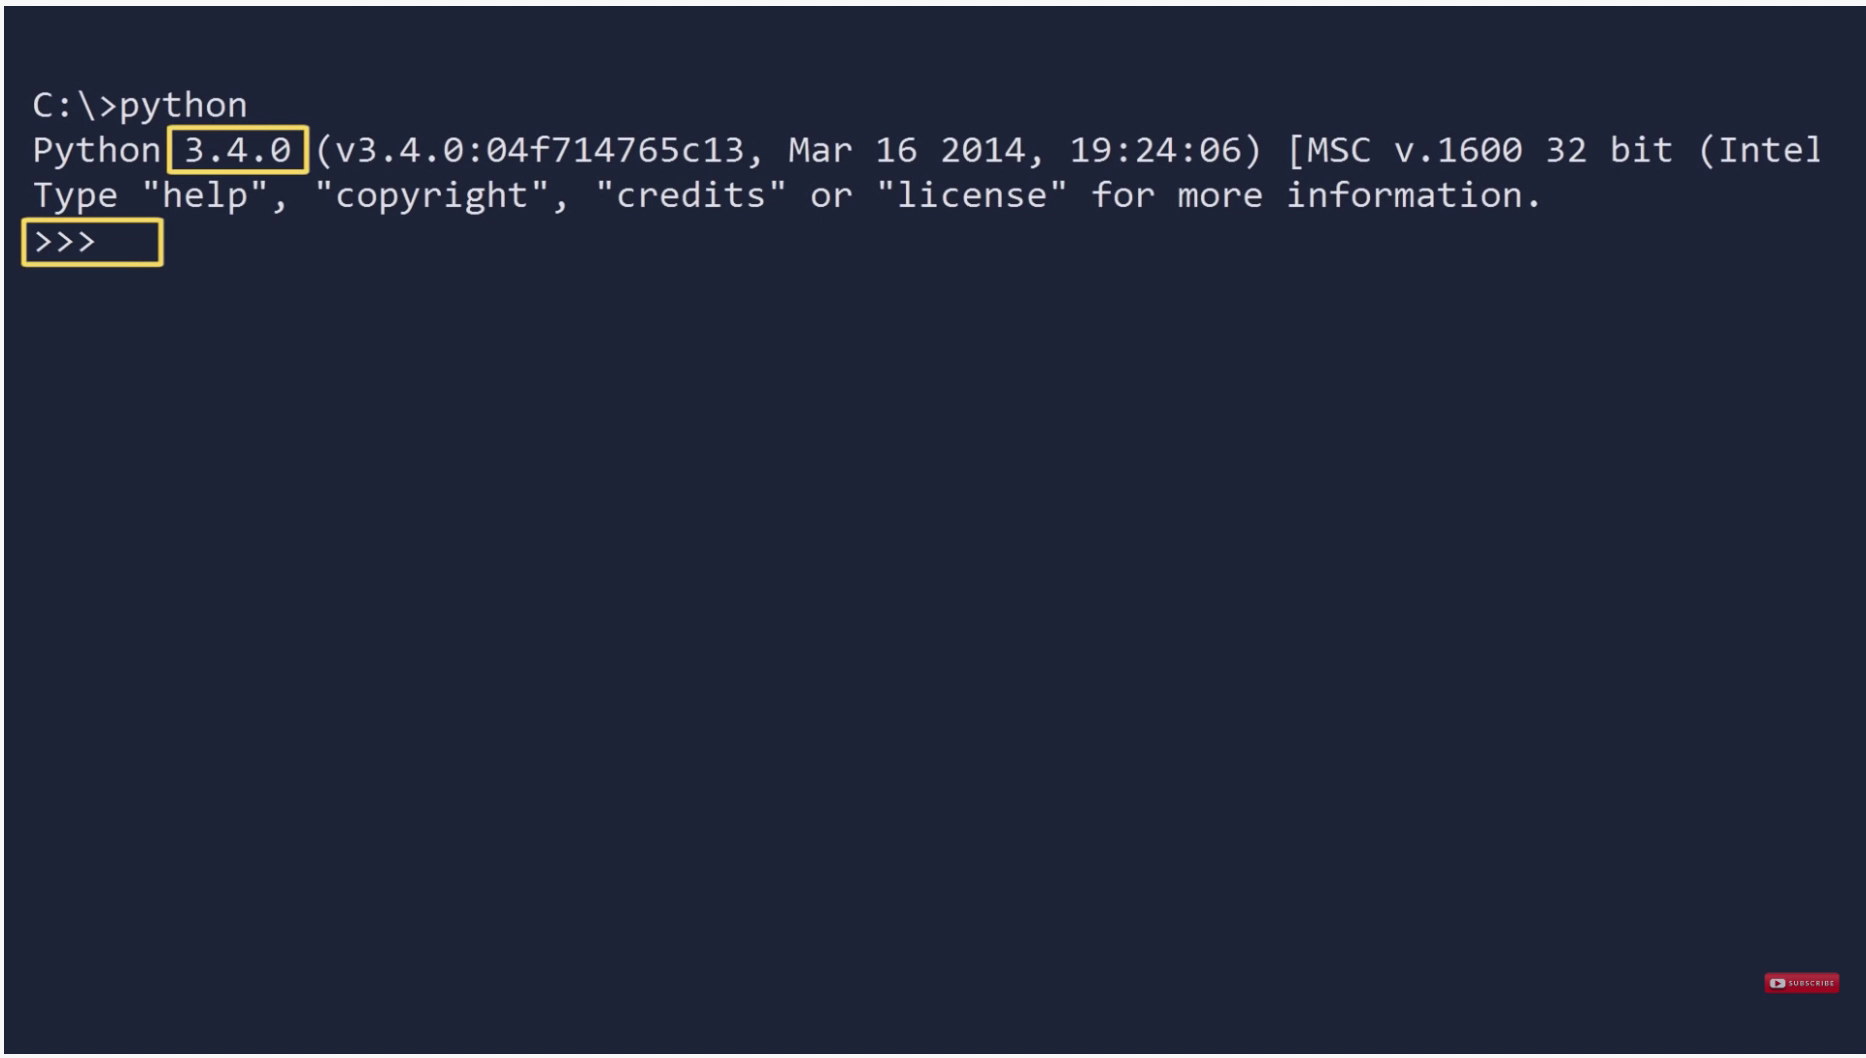 C:\>python
Python 3.4.0 (v3.4.0:04f714765c13, Mar 16 2014, 19:24:06) [MSC v.1600 32 bit (Intel
Type "help", "copyright", "credits" or "license" for more information.
>>>
SUBSCRIBE